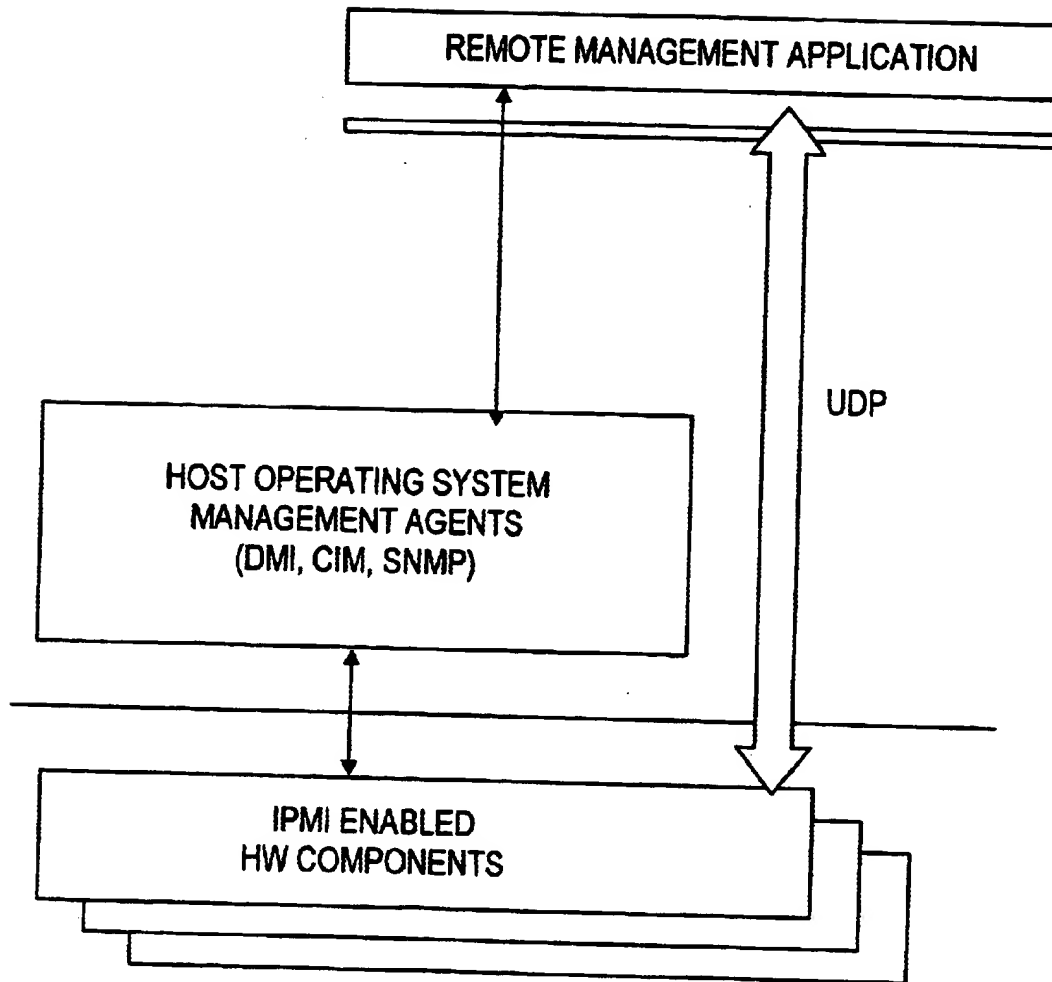 REMOTE MANAGEMENT APPLICATION
UDP
HOST OPERATING SYSTEM
MANAGEMENT AGENTS
(DMI, CIM, SNMP)
IPMI ENABLED
HW COMPONENTS